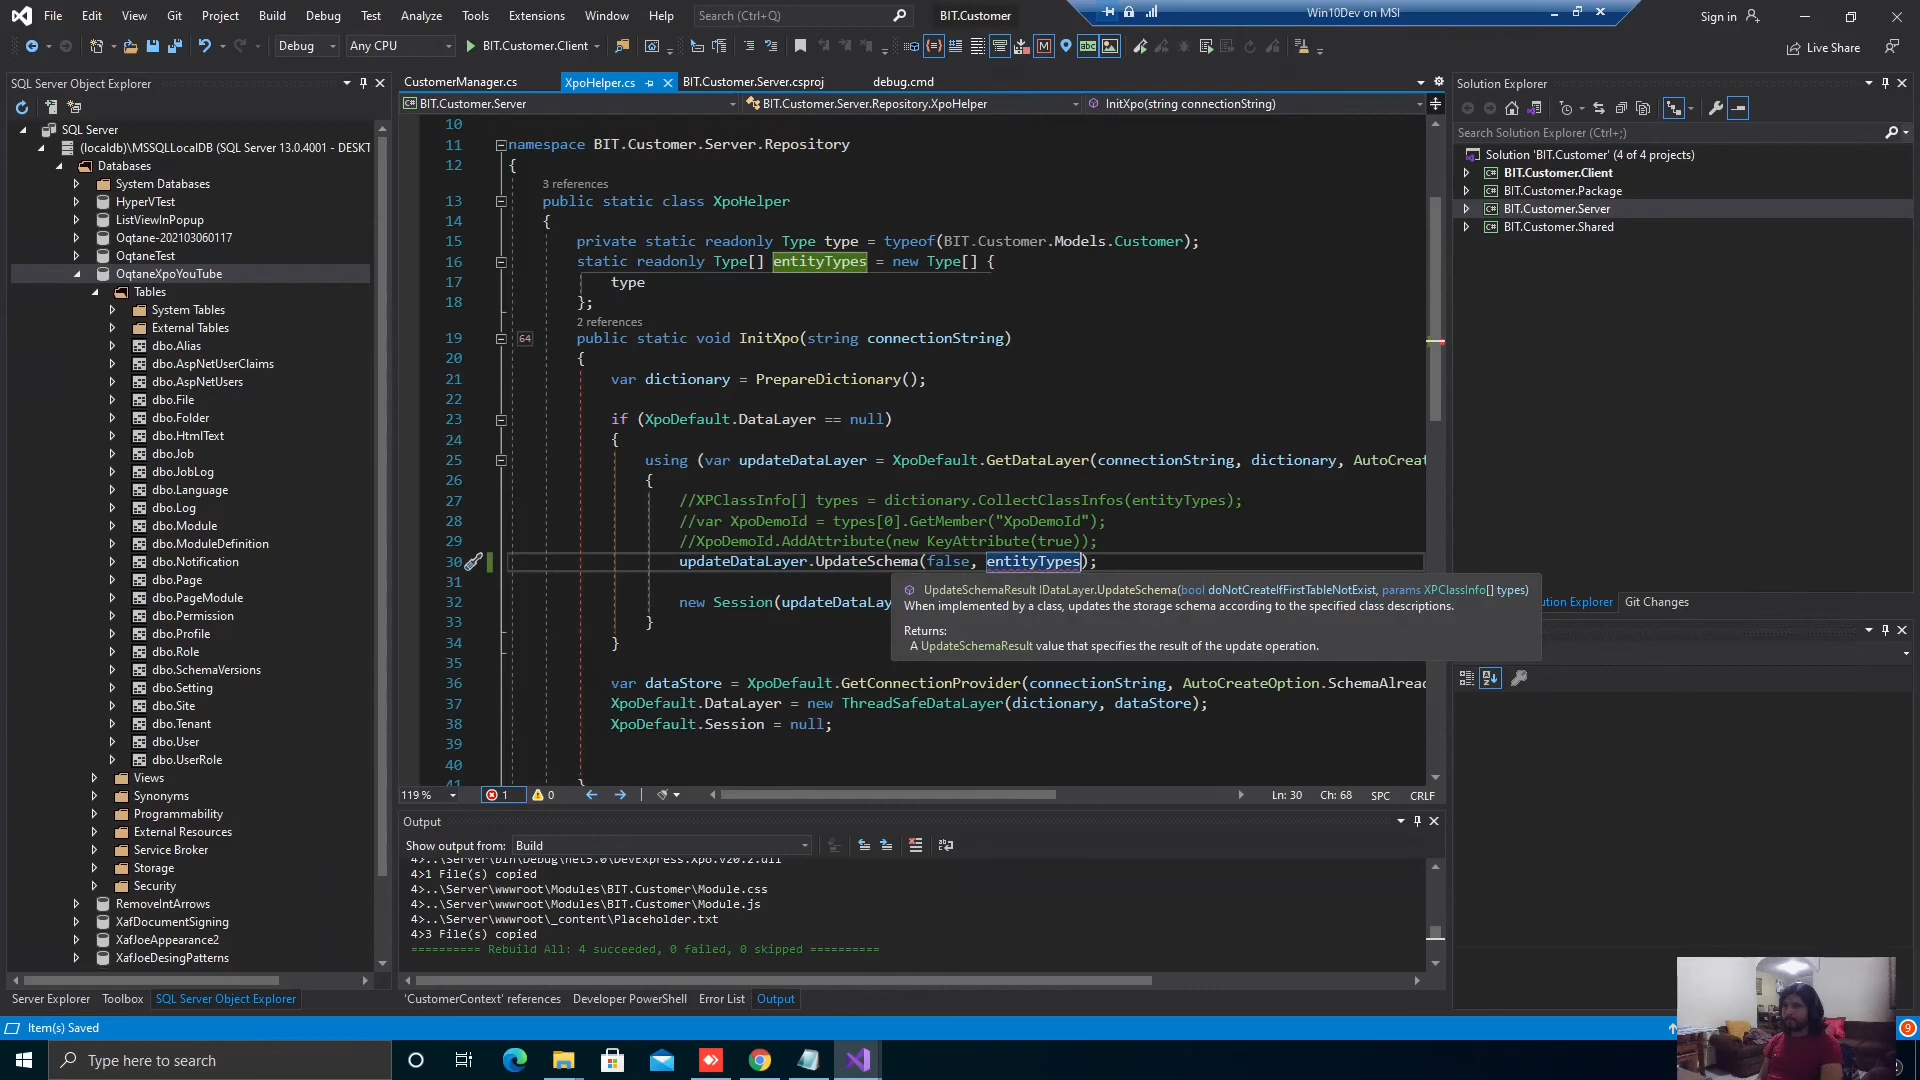 File Edit View Git Project Build Debug Test Analyze Tools Extensions Window Help Search (Ctrl+Q) BIT.Customer Win10Dev on MSI Sign in
Debug Any CPU BIT.Customer.Client Live Share
SQL Server Object Explorer
SQL Server
(localdb)\MSSQLLocalDB (SQL Server 13.0.4001 - DESKT
Databases
System Databases
HyperVTest
ListViewInPopup
Oqtane-202103060117
OqtaneTest
OqtaneXpoYouTube
Tables
System Tables
External Tables
dbo.Alias
dbo.AspNetUserClaims
dbo.AspNetUsers
dbo.File
dbo.Folder
dbo.HtmlText
dbo.Job
dbo.JobLog
dbo.Language
dbo.Log
dbo.Module
dbo.ModuleDefinition
dbo.Notification
dbo.Page
dbo.PageModule
dbo.Permission
dbo.Profile
dbo.Role
dbo.SchemaVersions
dbo.Setting
dbo.Site
dbo.Tenant
dbo.User
dbo.UserRole
Views
Synonyms
Programmability
External Resources
Service Broker
Storage
Security
RemoveIntArrows
XafDocumentSigning
XafJoeAppearance2
XafJoeDesingPatterns
Server Explorer Toolbox SQL Server Object Explorer
CustomerManager.cs XpoHelper.cs BIT.Customer.Server.csproj debug.cmd
BIT.Customer.Server BIT.Customer.Server.Repository.XpoHelper InitXpo(string connectionString)
10
11 namespace BIT.Customer.Server.Repository
12 {
3 references
13 public static class XpoHelper
14 {
15 private static readonly Type type = typeof(BIT.Customer.Models.Customer);
16 static readonly Type[] entityTypes = new Type[] {
17 type
18 };
2 references
19 64 public static void InitXpo(string connectionString)
20 {
21 var dictionary = PrepareDictionary();
22
23 if (XpoDefault.DataLayer == null)
24 {
25 using (var updateDataLayer = XpoDefault.GetDataLayer(connectionString, dictionary, AutoCreat
26 {
27 //XPClassInfo[] types = dictionary.CollectClassInfos(entityTypes);
28 //var XpoDemoId = types[0].GetMember("XpoDemoId");
29 //XpoDemoId.AddAttribute(new KeyAttribute(true));
30 updateDataLayer.UpdateSchema(false, entityTypes);
31
UpdateSchemaResult IDataLayer.UpdateSchema(bool doNotCreateIfFirstTableNotExist, params XPClassInfo[] types)
When implemented by a class, updates the storage schema according to the specified class descriptions.
Returns:
A UpdateSchemaResult value that specifies the result of the update operation.
32 new Session(updateDataLay
33 }
34 }
35
36 var dataStore = XpoDefault.GetConnectionProvider(connectionString, AutoCreateOption.SchemaAlrea
37 XpoDefault.DataLayer = new ThreadSafeDataLayer(dictionary, dataStore);
38 XpoDefault.Session = null;
39
40
41 }
119 % 1 0 Ln: 30 Ch: 68 SPC CRLF
Output
Show output from: Build
4>..\Server\bin\Debug\net5.0\DevExpress.Xpo.v20.2.dll
4>1 File(s) copied
4>..\Server\wwwroot\Modules\BIT.Customer\Module.css
4>..\Server\wwwroot\Modules\BIT.Customer\Module.js
4>..\Server\wwwroot\_content\Placeholder.txt
4>3 File(s) copied
========== Rebuild All: 4 succeeded, 0 failed, 0 skipped ==========
'CustomerContext' references Developer PowerShell Error List Output
Solution Explorer
Search Solution Explorer (Ctrl+;)
Solution 'BIT.Customer' (4 of 4 projects)
BIT.Customer.Client
BIT.Customer.Package
BIT.Customer.Server
BIT.Customer.Shared
ution Explorer Git Changes
Item(s) Saved
9
Type here to search